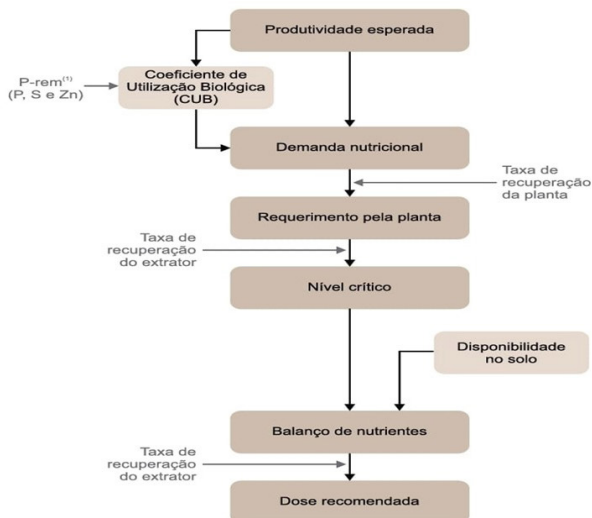 Produtividade esperada
Coeficiente de
Utilização Biológica
(CUB)
P-rem(1)
(P, S e Zn)
Demanda nutricional
Taxa de
recuperação
da planta
Requerimento pela planta
Taxa de
recuperação
do extrator
Nível crítico
Disponibilidade
no solo
Balanço de nutrientes
Taxa de
recuperação
do extrator
Dose recomendada